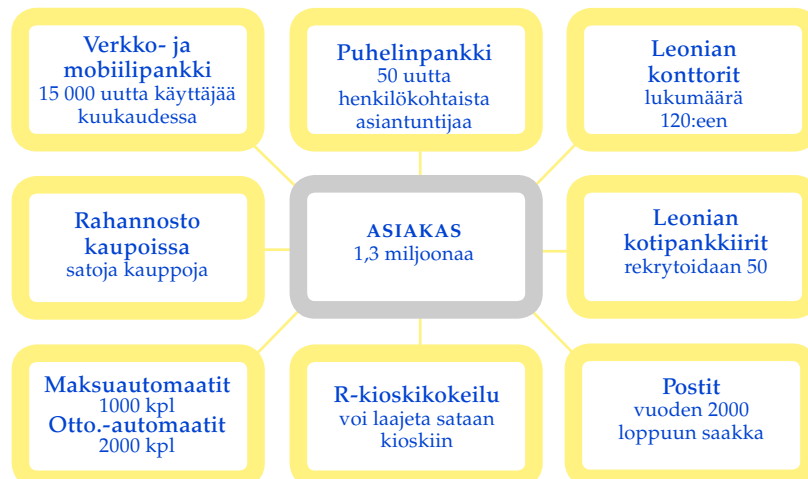 Verkko- ja
mobiilipankki
15 000 uutta käyttäjää
kuukaudessa
Puhelinpankki
50 uutta
henkilökohtaista
asiantuntijaa
Leonian
konttorit
lukumäärä
120:een
Rahannosto
kaupoissa
satoja kauppoja
ASIAKAS
1,3 miljoonaa
Leonian
kotipankkiirit
rekrytoidaan 50
Maksuautomaatit
1000 kpl
Otto.-automaatit
2000 kpl
R-kioskikokeilu
voi laajeta sataan
kioskiin
Postit
vuoden 2000
loppuun saakka